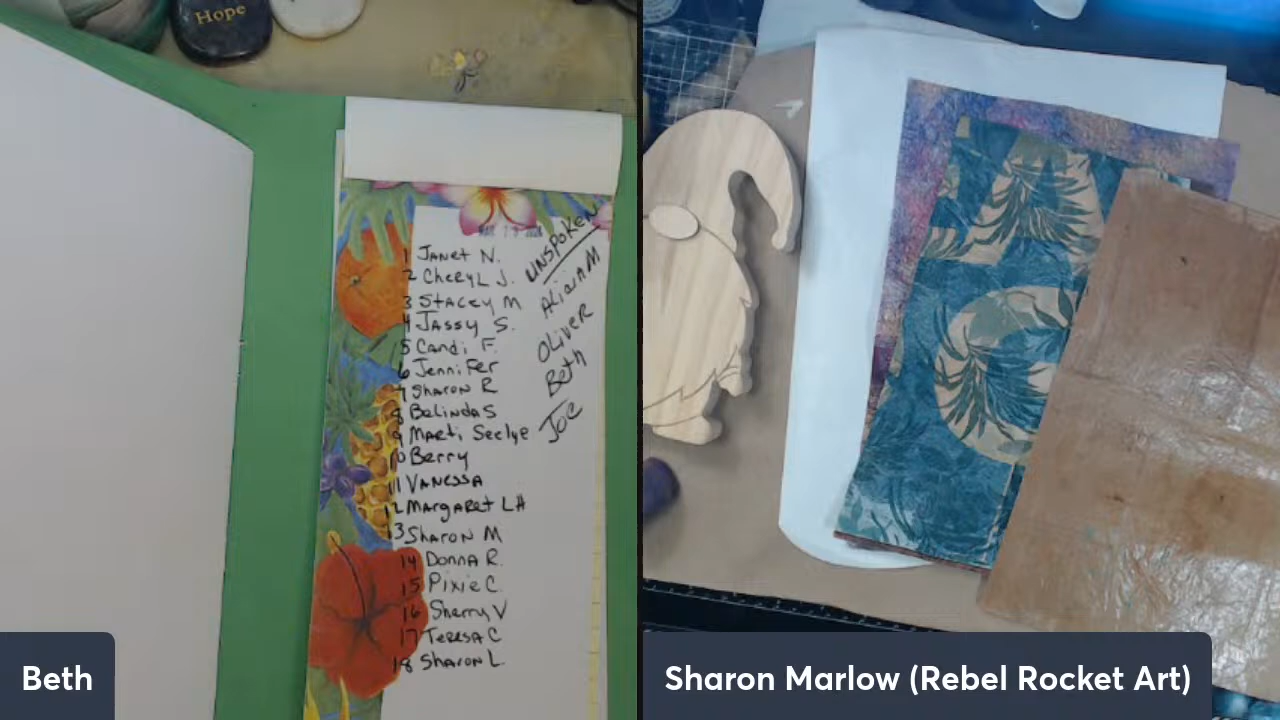 Hope
1 Janet N.
2 Cheryl J.
3 Stacey M
4 Jassy S.
5 Candi F.
6 Jennifer
7 Sharon R
8 Belinda S
9 Marti Seelye
10 Berry
11 Vanessa
12 Margaret LH
13 Sharon M
14 Donna R.
15 Pixie C.
16 Sherry V
17 Teresa C
18 Sharon L.
UNSPOKEN
Alicia M
Oliver
Beth
Joe
Beth
Sharon Marlow (Rebel Rocket Art)